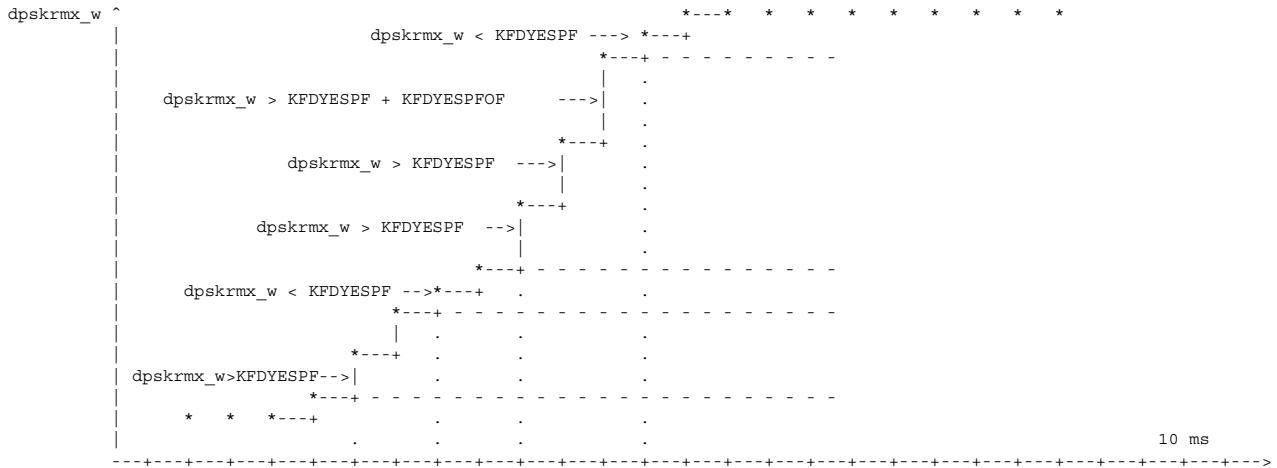 dpskrmx_w ^ *---* * * * * * * * *
dpskrmx_w < KFDYESPF ---> *---+
*---+ - - - - - - - - -
| .
dpskrmx_w > KFDYESPF + KFDYESPFOF --->| .
| .
*---+ .
dpskrmx_w > KFDYESPF --->| .
| .
*---+ .
dpskrmx_w > KFDYESPF -->| .
| .
*---+ - - - - - - - - - - - - - - -
dpskrmx_w < KFDYESPF -->*---+ . .
*---+ - - - - - - - - - - - - - - - - - - -
| . . .
*---+ . . .
dpskrmx_w>KFDYESPF-->| . . .
*---+ - - - - - - - - - - - - - - - - - - - - - - -
* * *---+ . . .
. . . . 10 ms
---+---+---+---+---+---+---+---+---+---+---+---+---+---+---+---+---+---+---+---+---+---+---+---+---+---+---+--->